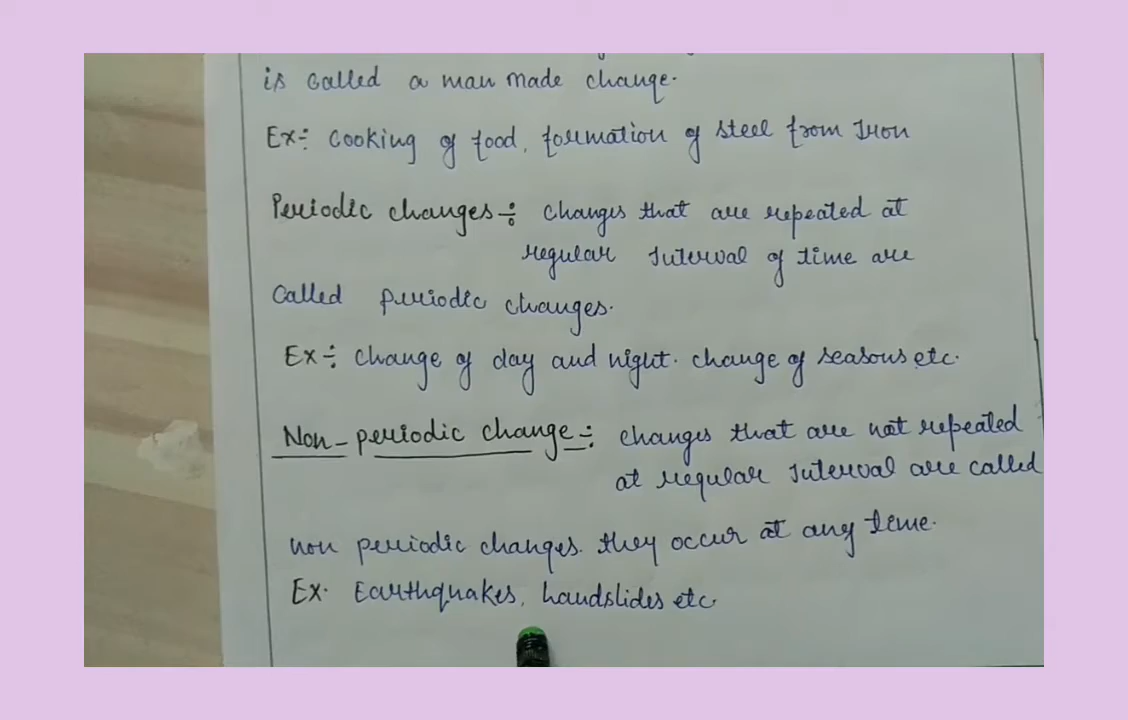 is called a man made change.
Ex÷ cooking of food, formation of steel from Iron
Periodic changes÷ changes that are repeated at
regular interval of time are
called periodic changes.
Ex÷ change of day and night. change of seasons etc.
Non-periodic change÷ changes that are not repeated
at regular interval are called
non periodic changes. they occur at any time.
Ex. Earthquakes, landslides etc